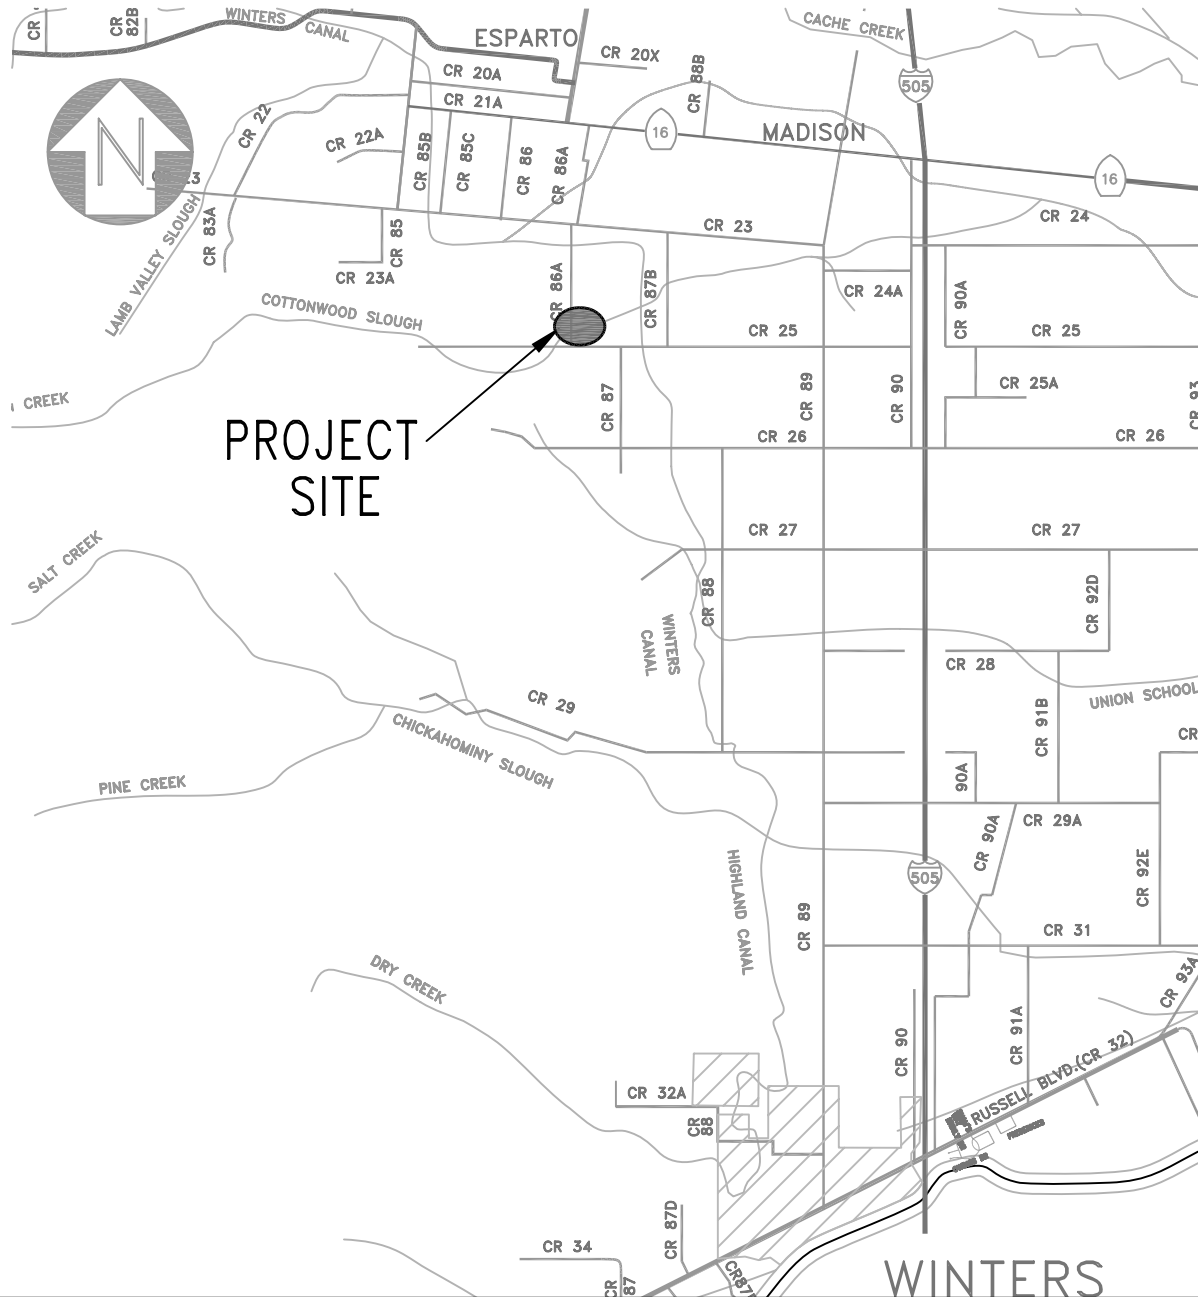 CR
CR
82B
WINTERS
CANAL
ESPARTO
CR 20X
CACHE CREEK
505
CR 20A
CR 88B
CR 21A
N
CR 22
CR 22A
CR 85B
CR 85C
CR 86
CR 86A
16
MADISON
16
CR 83A
CR 85
CR 23
CR 24
LAMB VALLEY SLOUGH
CR 23A
CR 86A
CR 87B
CR 24A
CR 90A
COTTONWOOD SLOUGH
CR 25
CR 25
CREEK
CR 87
CR 89
CR 90
CR 25A
CR 93
PROJECT
SITE
CR 26
CR 26
CR 27
CR 27
SALT CREEK
CR 88
CR 92D
WINTERS
CANAL
CR 28
CR 29
UNION SCHOOL
CR 91B
CR
CHICKAHOMINY SLOUGH
PINE CREEK
90A
CR 90A
CR 29A
505
CR 92E
HIGHLAND CANAL
CR 89
CR 31
DRY CREEK
CR 93A
CR 90
CR 91A
RUSSELL BLVD.(CR 32)
CR 32A
CR
88
CR 87D
CR 34
CR
87
WINTERS